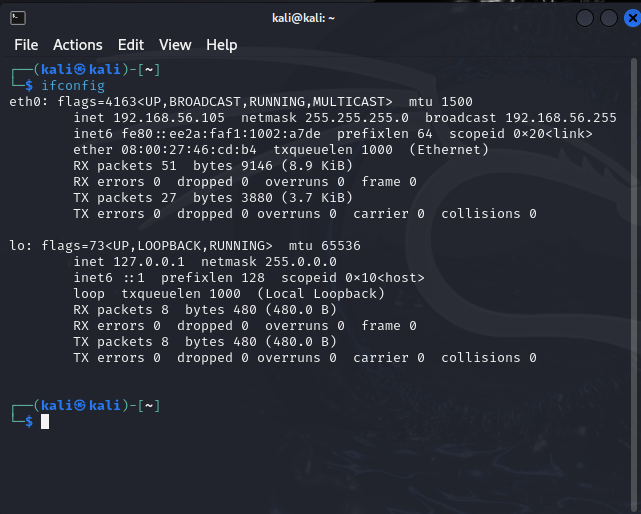 kali@kali: ~
File Actions Edit View Help
┌──(kali㉿kali)-[~]
└─$ ifconfig
eth0: flags=4163<UP,BROADCAST,RUNNING,MULTICAST>  mtu 1500
        inet 192.168.56.105  netmask 255.255.255.0  broadcast 192.168.56.255
        inet6 fe80::ee2a:faf1:1002:a7de  prefixlen 64  scopeid 0×20<link>
        ether 08:00:27:46:cd:b4  txqueuelen 1000  (Ethernet)
        RX packets 51  bytes 9146 (8.9 KiB)
        RX errors 0  dropped 0  overruns 0  frame 0
        TX packets 27  bytes 3880 (3.7 KiB)
        TX errors 0  dropped 0 overruns 0  carrier 0  collisions 0
lo: flags=73<UP,LOOPBACK,RUNNING>  mtu 65536
        inet 127.0.0.1  netmask 255.0.0.0
        inet6 ::1  prefixlen 128  scopeid 0×10<host>
        loop  txqueuelen 1000  (Local Loopback)
        RX packets 8  bytes 480 (480.0 B)
        RX errors 0  dropped 0  overruns 0  frame 0
        TX packets 8  bytes 480 (480.0 B)
        TX errors 0  dropped 0 overruns 0  carrier 0  collisions 0
┌──(kali㉿kali)-[~]
└─$